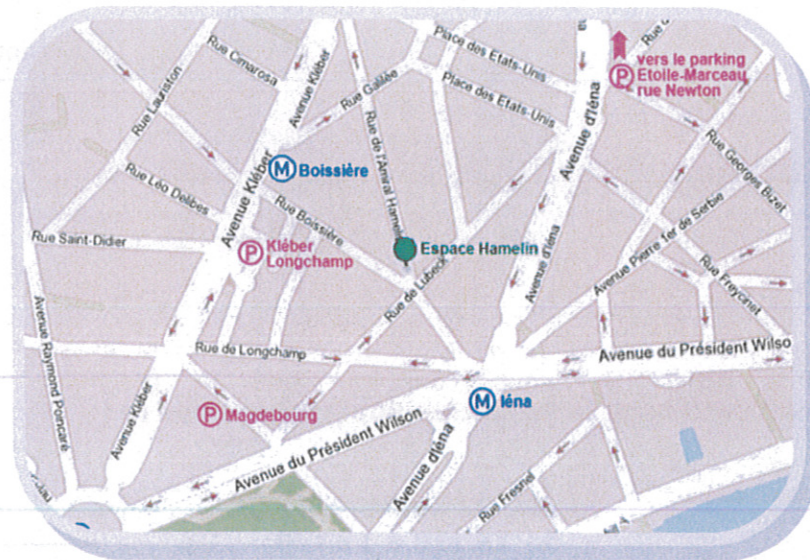 Rue Cimarosa
Avenue Kléber
Rue Lauriston
Rue Galilée
Place des Etats-Unis
Place des Etats-Unis
P
vers le parking
Etoile-Marceau
rue Newton
Avenue d'Iéna
M Boissière
Rue de l'Amiral Hamelin
Rue Georges Bizet
Rue Léo Delibes
Avenue Kléber
Rue Boissière
Avenue Pierre 1er de Serbie
Rue Saint-Didier
P Kléber
Longchamp
Espace Hamelin
Avenue d'Iéna
Rue Freycinet
Rue de Lubeck
Avenue Raymond Poincaré
Rue de Longchamp
Avenue du Président Wilso
Avenue Kléber
P Magdebourg
M Iéna
Avenue du Président Wilson
Avenue d'Iéna
Rue Fresnel